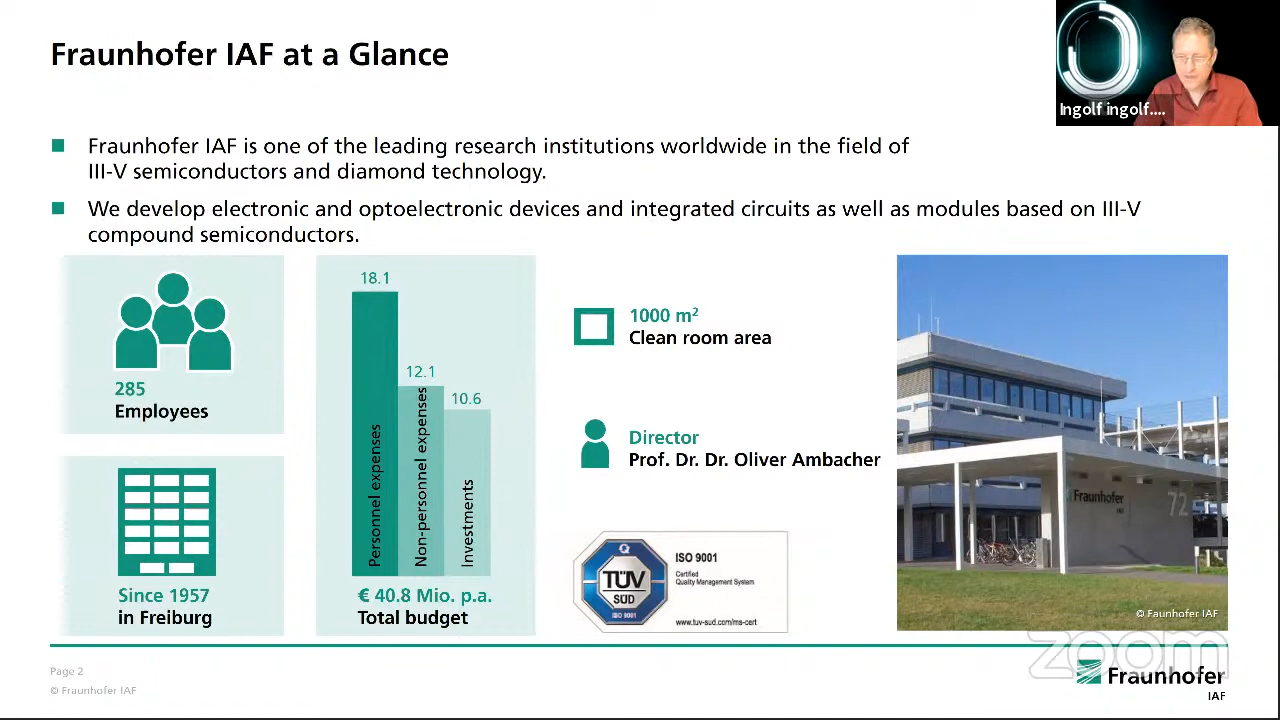 Fraunhofer IAF at a Glance
Ingolf ingolf....
Fraunhofer IAF is one of the leading research institutions worldwide in the field of
III-V semiconductors and diamond technology.
We develop electronic and optoelectronic devices and integrated circuits as well as modules based on III-V
compound semiconductors.
285
Employees
Since 1957
in Freiburg
18.1
12.1
10.6
Personnel expenses
Non-personnel expenses
Investments
€ 40.8 Mio. p.a.
Total budget
1000 m²
Clean room area
Director
Prof. Dr. Dr. Oliver Ambacher
TÜV
SÜD
ISO 9001
ISO 9001
Certified
Quality Management System
www.tuv-sud.com/ms-cert
Fraunhofer
IAF
72
© Faunhofer IAF
zoom
Page 2
© Fraunhofer IAF
Fraunhofer
IAF